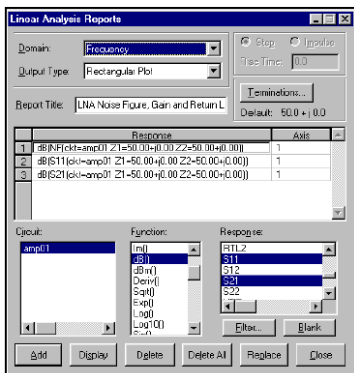 Linear Analysis Reports
Domain: Frequency
Output Type: Rectangular Plot
Step Impulse
Rise Time: 0.0
Terminations...
Default: 50.0 + j 0.0
Report Title: LNA Noise Figure, Gain and Return L
Response Axis
1 dB(NF(ckt=amp01 Z1=50.00+j0.00 Z2=50.00+j0.00)) 1
2 dB(S11(ckt=amp01 Z1=50.00+j0.00 Z2=50.00+j0.00)) 1
3 dB(S21(ckt=amp01 Z1=50.00+j0.00 Z2=50.00+j0.00)) 1
Circuit:
amp01
Function:
Im()
dB()
dBm()
Deriv()
Sqrt()
Exp()
Log()
Log10()
Response:
RTL2
S11
S12
S21
S22
Filter... Blank
Add Display Delete Delete All Replace Close